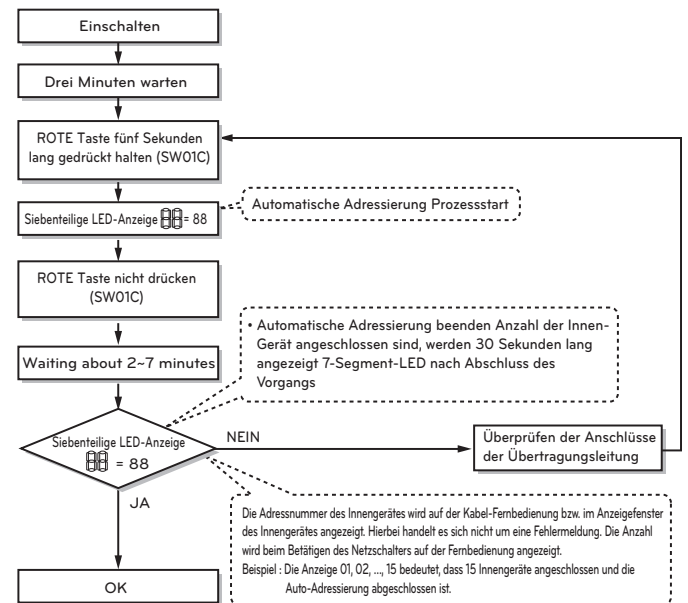 Einschalten
Drei Minuten warten
ROTE Taste fünf Sekunden
lang gedrückt halten (SW01C)
Siebenteilige LED-Anzeige 88 = 88
Automatische Adressierung Prozessstart
ROTE Taste nicht drücken
(SW01C)
• Automatische Adressierung beenden Anzahl der Innen-
Gerät angeschlossen sind, werden 30 Sekunden lang
angezeigt 7-Segment-LED nach Abschluss des
Vorgangs
Waiting about 2~7 minutes
Siebenteilige LED-Anzeige
88 = 88
NEIN
Überprüfen der Anschlüsse
der Übertragungsleitung
JA
Die Adressnummer des Innengerätes wird auf der Kabel-Fernbedienung bzw. im Anzeigefenster
des Innengerätes angezeigt. Hierbei handelt es sich nicht um eine Fehlermeldung. Die Anzahl
wird beim Betätigen des Netzschalters auf der Fernbedienung angezeigt.
Beispiel : Die Anzeige 01, 02, ..., 15 bedeutet, dass 15 Innengeräte angeschlossen und die
Auto-Adressierung abgeschlossen ist.
OK